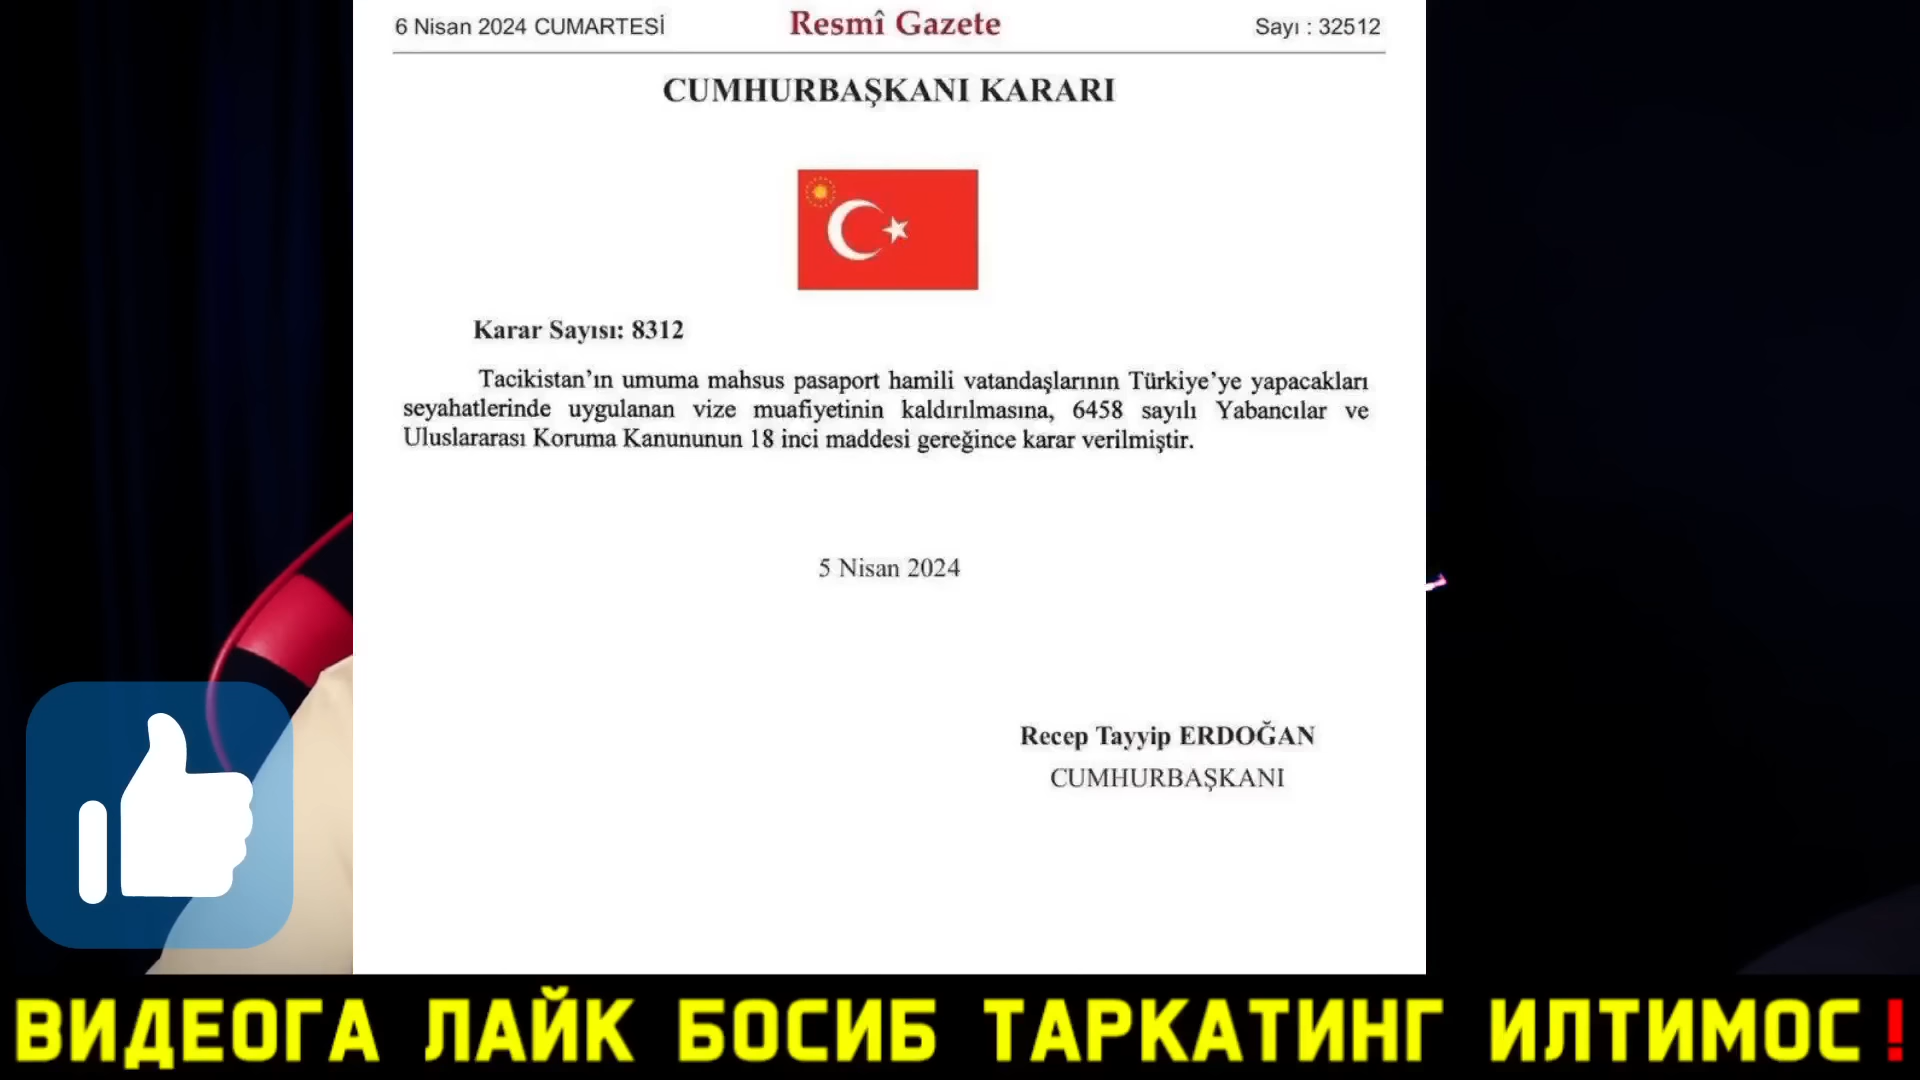 6 Nisan 2024 CUMARTESİ
Resmî Gazete
Sayı : 32512
CUMHURBAŞKANI KARARI
Karar Sayısı: 8312
Tacikistan’ın umuma mahsus pasaport hamili vatandaşlarının Türkiye’ye yapacakları
seyahatlerinde uygulanan vize muafiyetinin kaldırılmasına, 6458 sayılı Yabancılar ve
Uluslararası Koruma Kanununun 18 inci maddesi gereğince karar verilmiştir.
5 Nisan 2024
Recep Tayyip ERDOĞAN
CUMHURBAŞKANI
ВИДЕОГА ЛАЙК БОСИБ ТАРКАТИНГ ИЛТИМОС!